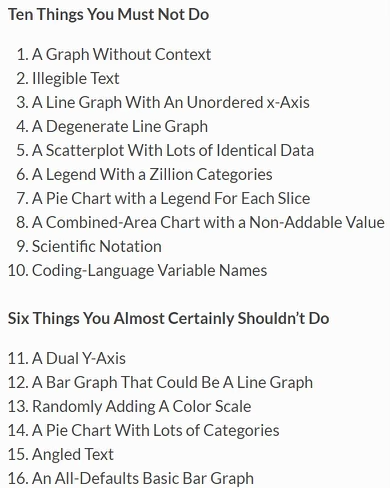 Ten Things You Must Not Do
1. A Graph Without Context
2. Illegible Text
3. A Line Graph With An Unordered x-Axis
4. A Degenerate Line Graph
5. A Scatterplot With Lots of Identical Data
6. A Legend With a Zillion Categories
7. A Pie Chart with a Legend For Each Slice
8. A Combined-Area Chart with a Non-Addable Value
9. Scientific Notation
10. Coding-Language Variable Names
Six Things You Almost Certainly Shouldn’t Do
11. A Dual Y-Axis
12. A Bar Graph That Could Be A Line Graph
13. Randomly Adding A Color Scale
14. A Pie Chart With Lots of Categories
15. Angled Text
16. An All-Defaults Basic Bar Graph